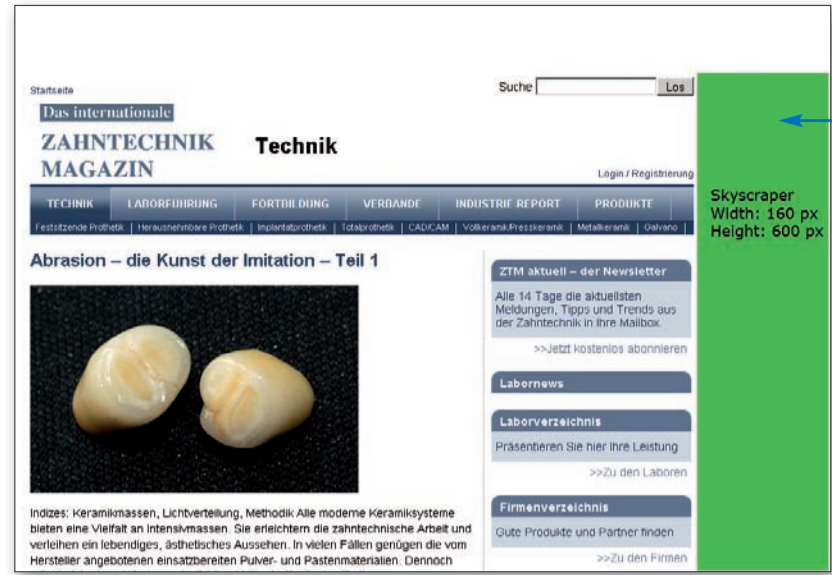 Startseite
Suche
Los
Das internationale
ZAHNTECHNIK
MAGAZIN
Technik
Login / Registrierung
TECHNIK LABORFÜHRUNG FORTBILDUNG VERBÄNDE INDUSTRIE REPORT PRODUKTE
Festsitzende Prothetik | Herausnehmbare Prothetik | Implantatprothetik | Totalprothetik | CAD/CAM | Vollkeramik/Presskeramik | Metallkeramik | Galvano |
Abrasion – die Kunst der Imitation – Teil 1
Indizes: Keramikmassen, Lichtverteilung, Methodik Alle moderne Keramiksysteme
bieten eine Vielfalt an Intensivmassen. Sie erleichtern die zahntechnische Arbeit und
verleihen ein lebendiges, ästhetisches Aussehen. In vielen Fällen genügen die vom
Hersteller angebotenen einsatzbereiten Pulver- und Pastenmaterialien. Dennoch
ZTM aktuell – der Newsletter
Alle 14 Tage die aktuellsten
Meldungen, Tipps und Trends aus
der Zahntechnik in Ihre Mailbox.
>>Jetzt kostenlos abonnieren
Labornews
Laborverzeichnis
Präsentieren Sie hier Ihre Leistung
>>Zu den Laboren
Firmenverzeichnis
Gute Produkte und Partner finden
>>Zu den Firmen
Skyscraper
Width: 160 px
Height: 600 px